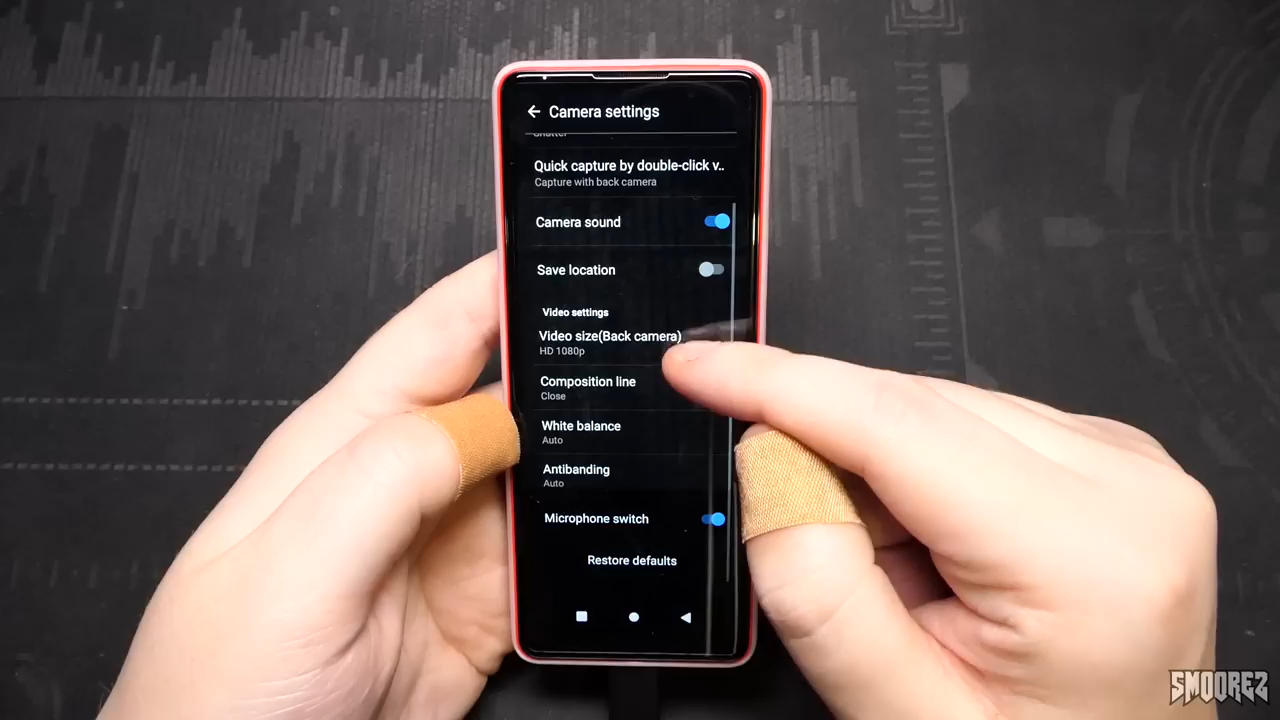 Camera settings
Shutter
Quick capture by double-click v..
Capture with back camera
Camera sound
Save location
Video settings
Video size(Back camera)
HD 1080p
Composition line
Close
White balance
Auto
Antibanding
Auto
Microphone switch
Restore defaults
SMOOREZ